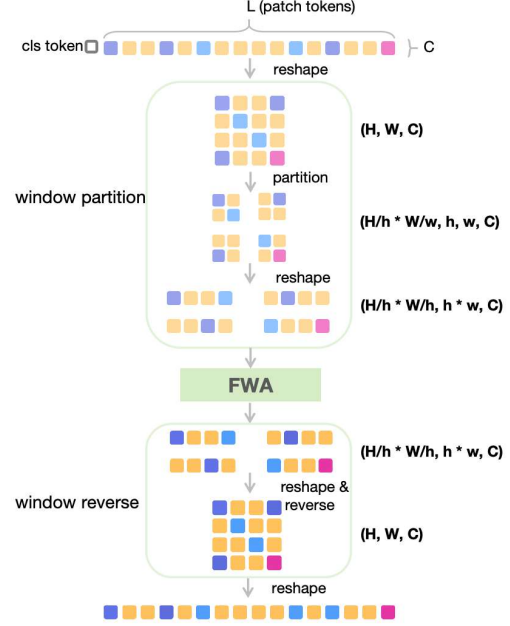 L (patch tokens)
cls token
C
reshape
(H, W, C)
partition
window partition
(H/h * W/w, h, w, C)
reshape
(H/h * W/h, h * w, C)
FWA
(H/h * W/h, h * w, C)
reshape &
reverse
window reverse
(H, W, C)
reshape